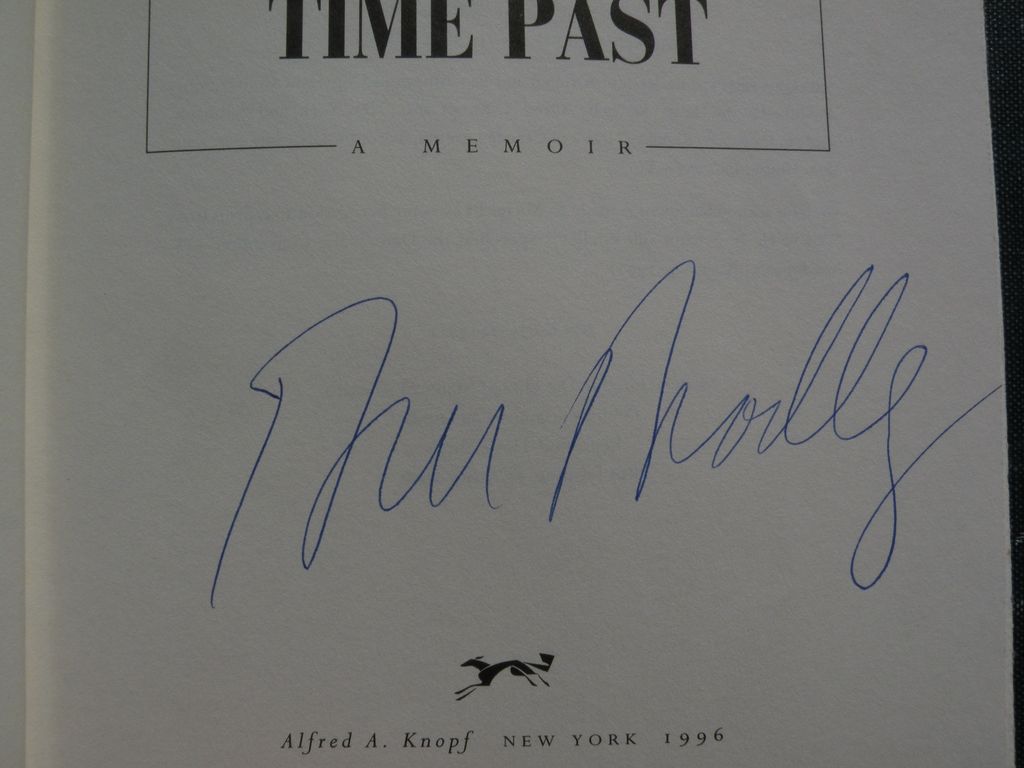 TIME PAST
A MEMOIR
Alfred A. Knopf NEW YORK 1996